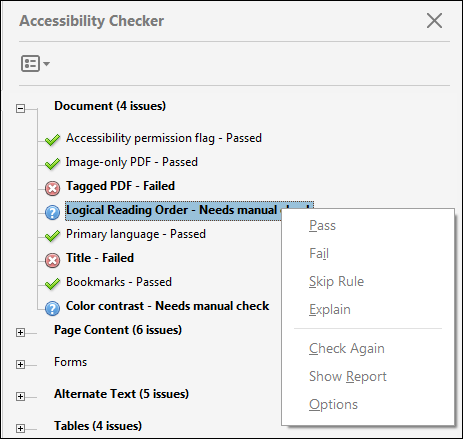 Accessibility Checker
Document (4 issues)
Accessibility permission flag - Passed
Image-only PDF - Passed
Tagged PDF - Failed
Logical Reading Order - Needs manual
Primary language - Passed
Title - Failed
Bookmarks - Passed
Color contrast - Needs manual check
Page Content (6 issues)
Forms
Alternate Text (5 issues)
Tables (4 issues)
Pass
Fail
Skip Rule
Explain
Check Again
Show Report
Options